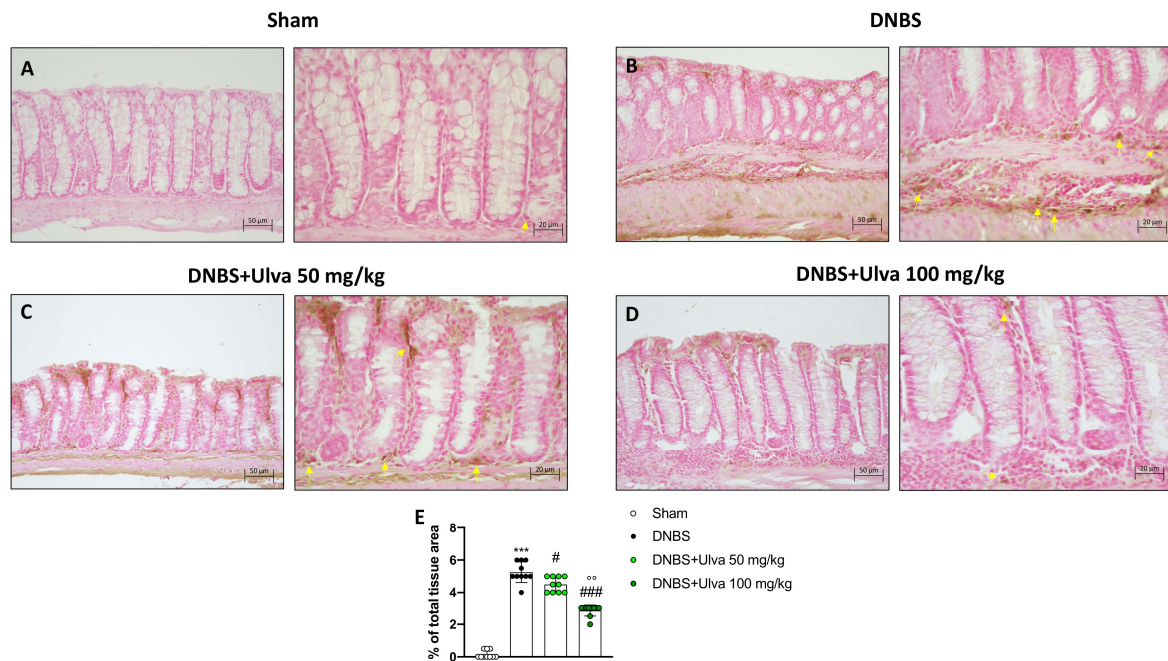 Sham
DNBS
A
50 µm
20 µm
B
50 µm
20 µm
DNBS+Ulva 50 mg/kg
DNBS+Ulva 100 mg/kg
C
50 µm
20 µm
D
50 µm
20 µm
E
% of total tissue area
8
6
4
2
0
***
#
°°
###
Sham
DNBS
DNBS+Ulva 50 mg/kg
DNBS+Ulva 100 mg/kg